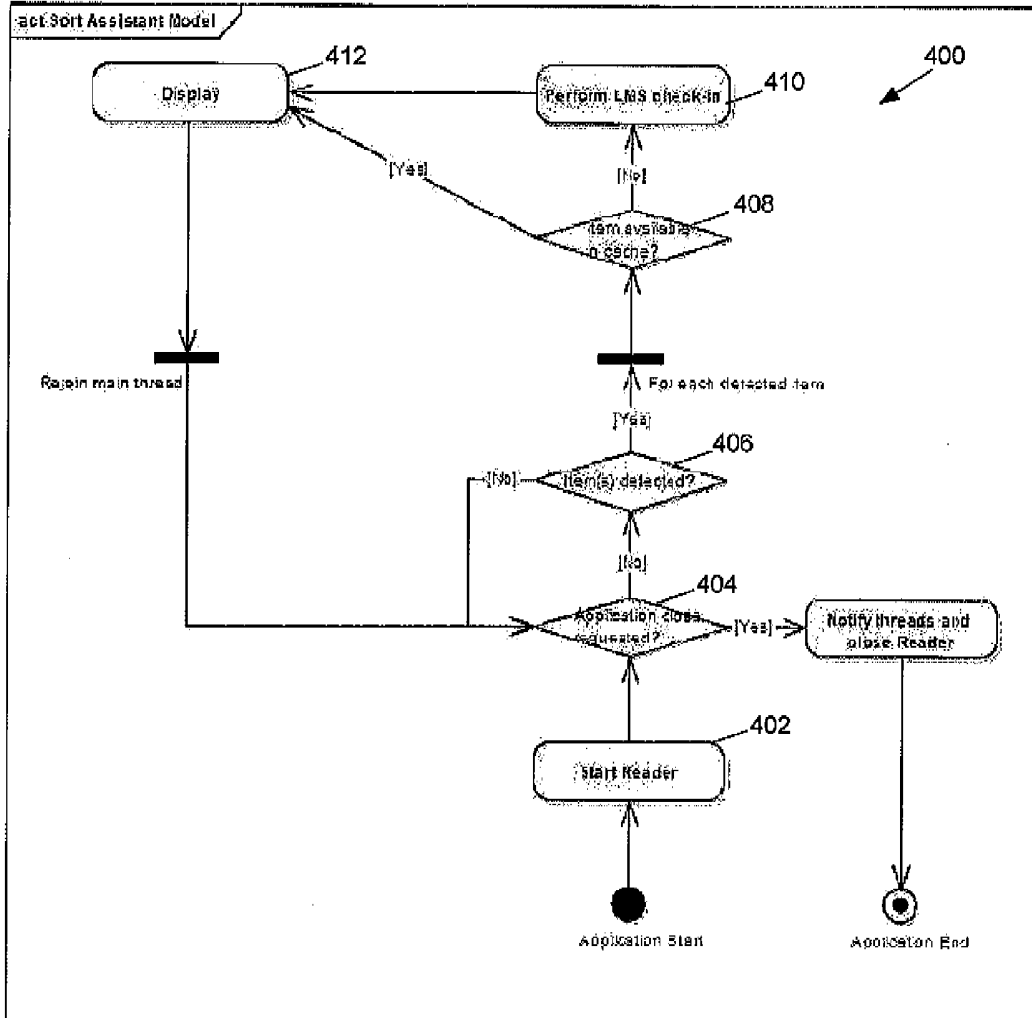 act Sort Assistant Model
412
Display
Perform LMS check-in
410
400
[Yes]
[No]
408
Item available
in cache?
Rejoin main thread
For each detected item
[Yes]
406
[No]
Item(s) detected?
[No]
404
Application close
requested?
[Yes]
Notify threads and
close Reader
402
Start Reader
Application Start
Application End